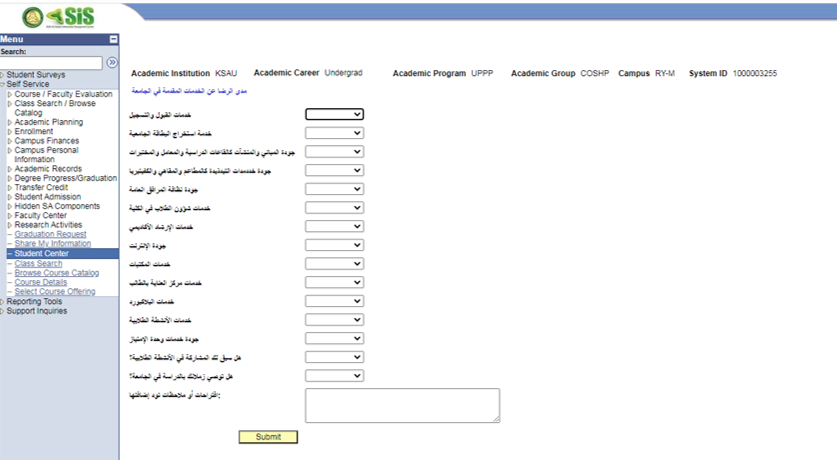 SiS
Menu
Search:
Student Surveys
Self Service
Course / Faculty Evaluation
Class Search / Browse
Catalog
Academic Planning
Enrollment
Campus Finances
Campus Personal
Information
Academic Records
Degree Progress/Graduation
Transfer Credit
Student Admission
Hidden SA Components
Faculty Center
Research Activities
Graduation Request
Share My Information
Student Center
Class Search
Browse Course Catalog
Course Details
Select Course Offering
Reporting Tools
Support Inquiries
Academic Institution KSAU Academic Career Undergrad Academic Program UPPP Academic Group COSHP Campus RY-M System ID 1000003255
مدى الرضا عن الخدمات المقدمة في الجامعة
خدمات القبول والتسجيل
خدمة استخراج البطاقة الجامعية
جودة المباني والمنشآت كالقاعات الدراسية والمعامل والمختبرات
جودة خدمات التغذية كالمطاعم والمقاهي والكفيتيريا
جودة نظافة المرافق العامة
خدمات شؤون الطلاب في الكلية
خدمات الإرشاد الأكاديمي
جودة الإنترنت
خدمات المكتبات
خدمات مركز العناية بالطالب
خدمات البلاكبورد
خدمات الأنشطة الطلابية
جودة خدمات وحدة الإمتياز
هل سبق لك المشاركة في الأنشطة الطلابية؟
هل توصي زملائك بالدراسة في الجامعة؟
اقتراحات أو ملاحظات تود إضافتها:
Submit